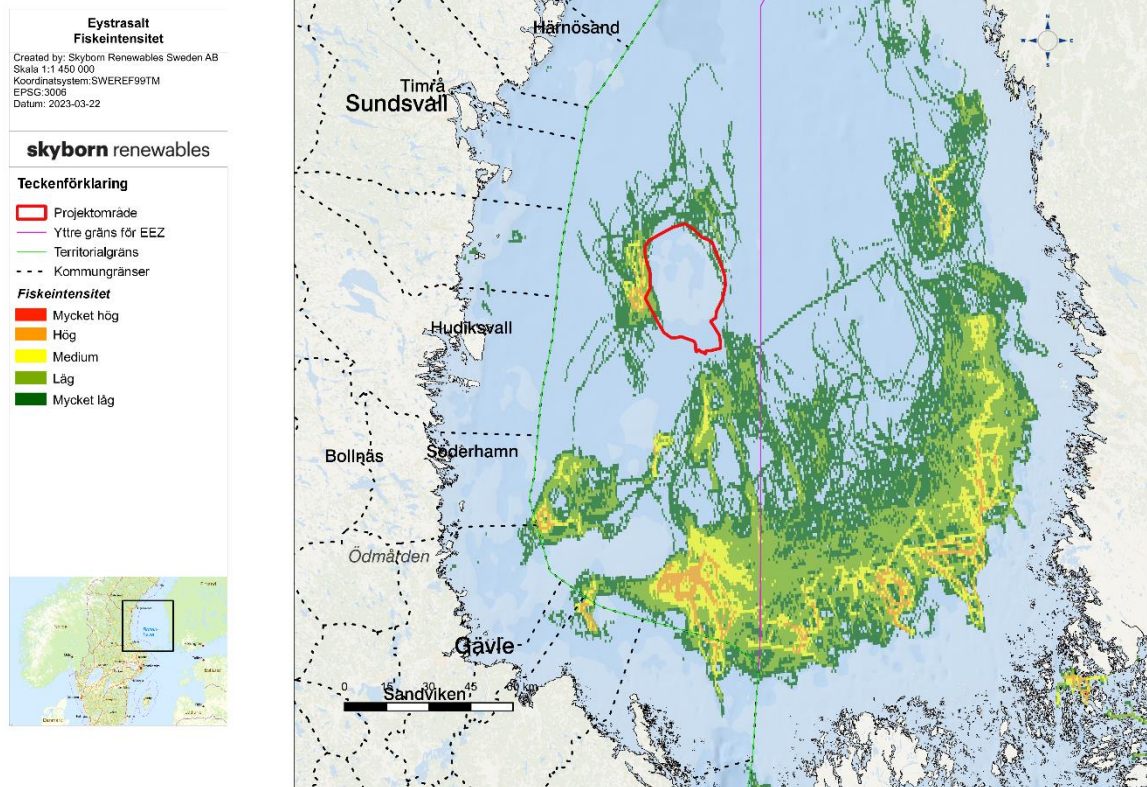 Eystrasalt
Fiskeintensitet
Created by: Skyborn Renewables Sweden AB
Skala 1:1 450 000
Koordinatsystem:SWEREF99TM
EPSG:3006
Datum: 2023-03-22
skyborn renewables
Teckenförklaring
Projektområde
Yttre gräns för EEZ
Territorialgräns
Kommungränser
Fiskeintensitet
Mycket hög
Hög
Medium
Låg
Mycket låg
Härnösand
Timrå
Sundsvall
Hudiksvall
Bollnäs
Söderhamn
Ödmården
Gävle
Sandviken
0 15 30 60 km
N
W E
S